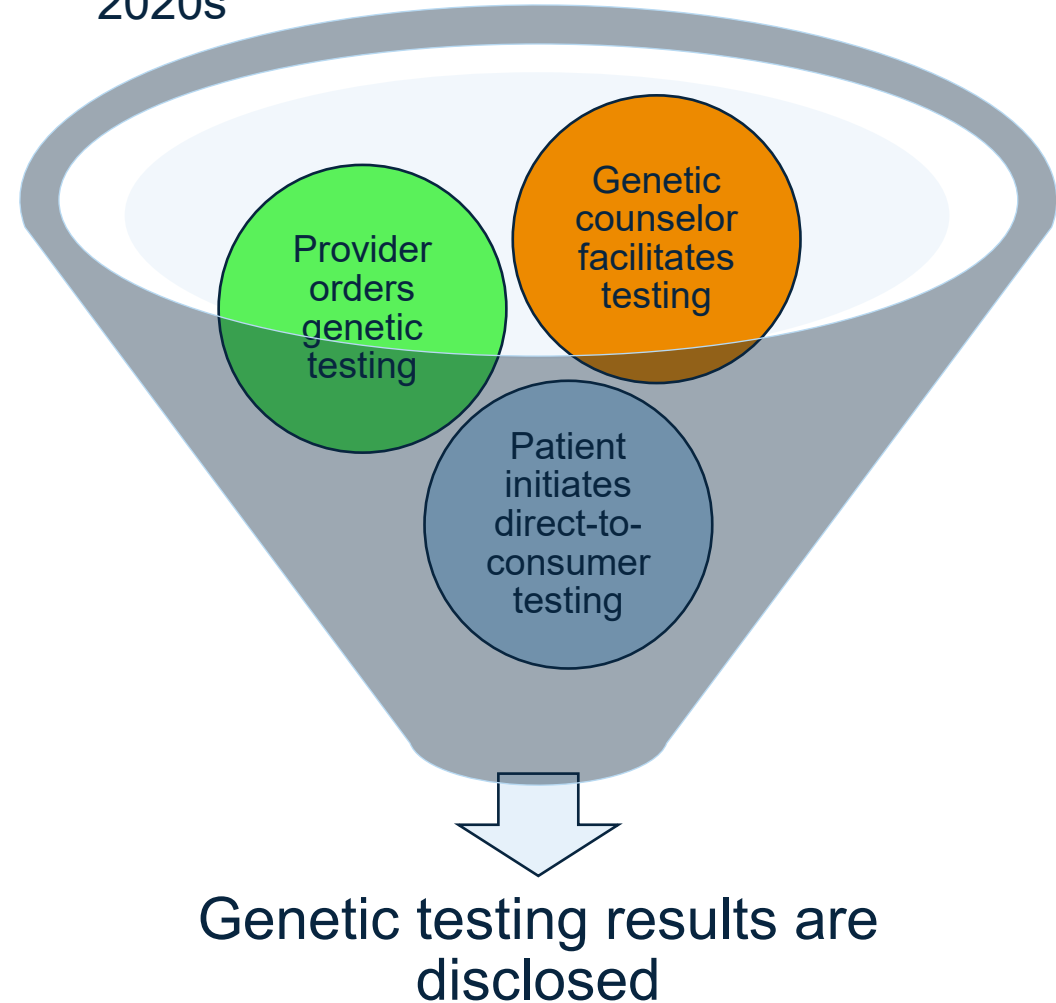 2020s
Genetic
counselor
facilitates
testing
Provider
orders
genetic
testing
Patient
initiates
direct-to-
consumer
testing
Genetic testing results are
disclosed